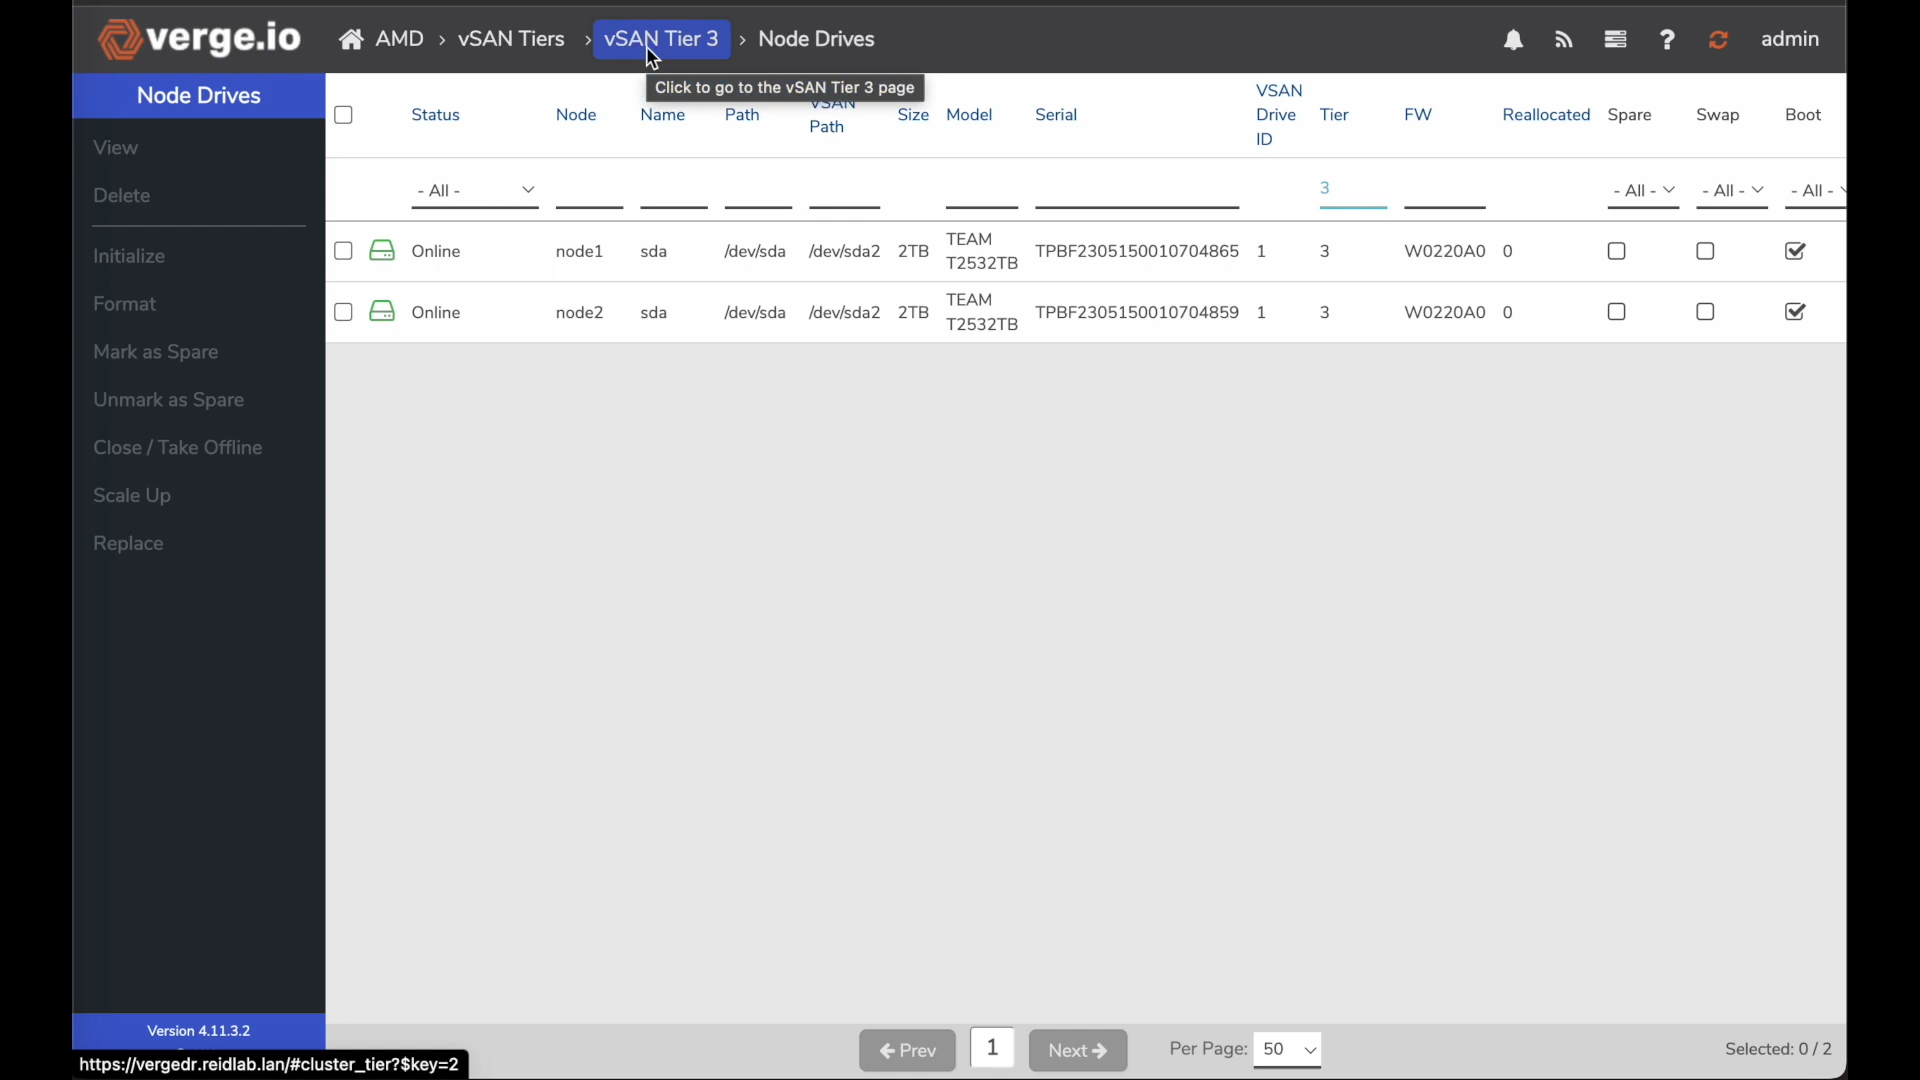 verge.io AMD > vSAN Tiers > vSAN Tier 3 > Node Drives ? admin
Click to go to the vSAN Tier 3 page
Node Drives
View
Delete
Initialize
Format
Mark as Spare
Unmark as Spare
Close / Take Offline
Scale Up
Replace
Status Node Name Path VSAN Path Size Model Serial VSAN Drive ID Tier FW Reallocated Spare Swap Boot
- All - 3 - All - - All - - All -
Online node1 sda /dev/sda /dev/sda2 2TB TEAM T2532TB TPBF2305150010704865 1 3 W0220A0 0
Online node2 sda /dev/sda /dev/sda2 2TB TEAM T2532TB TPBF2305150010704859 1 3 W0220A0 0
Version 4.11.3.2
https://vergedr.reidlab.lan/#cluster_tier?$key=2
Prev 1 Next Per Page: 50 Selected: 0 / 2